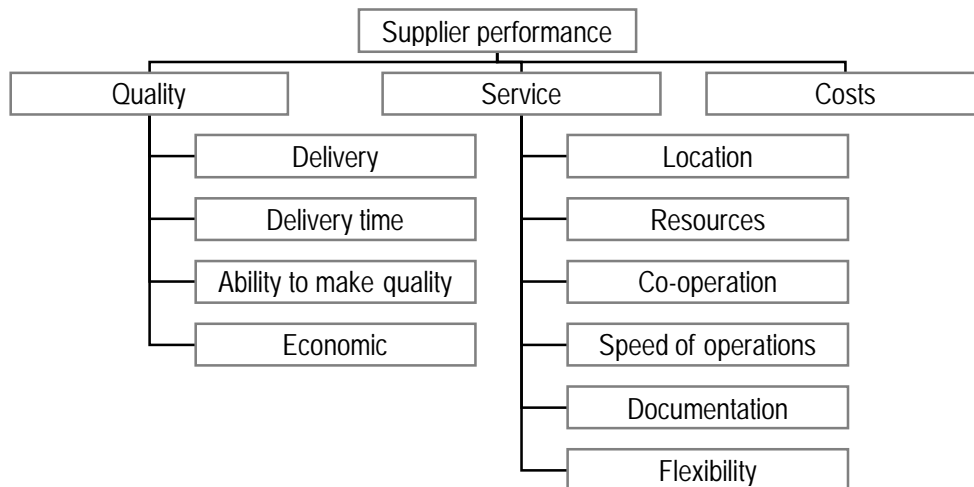 Supplier performance
Quality
Service
Costs
Delivery
Delivery time
Ability to make quality
Economic
Location
Resources
Co-operation
Speed of operations
Documentation
Flexibility